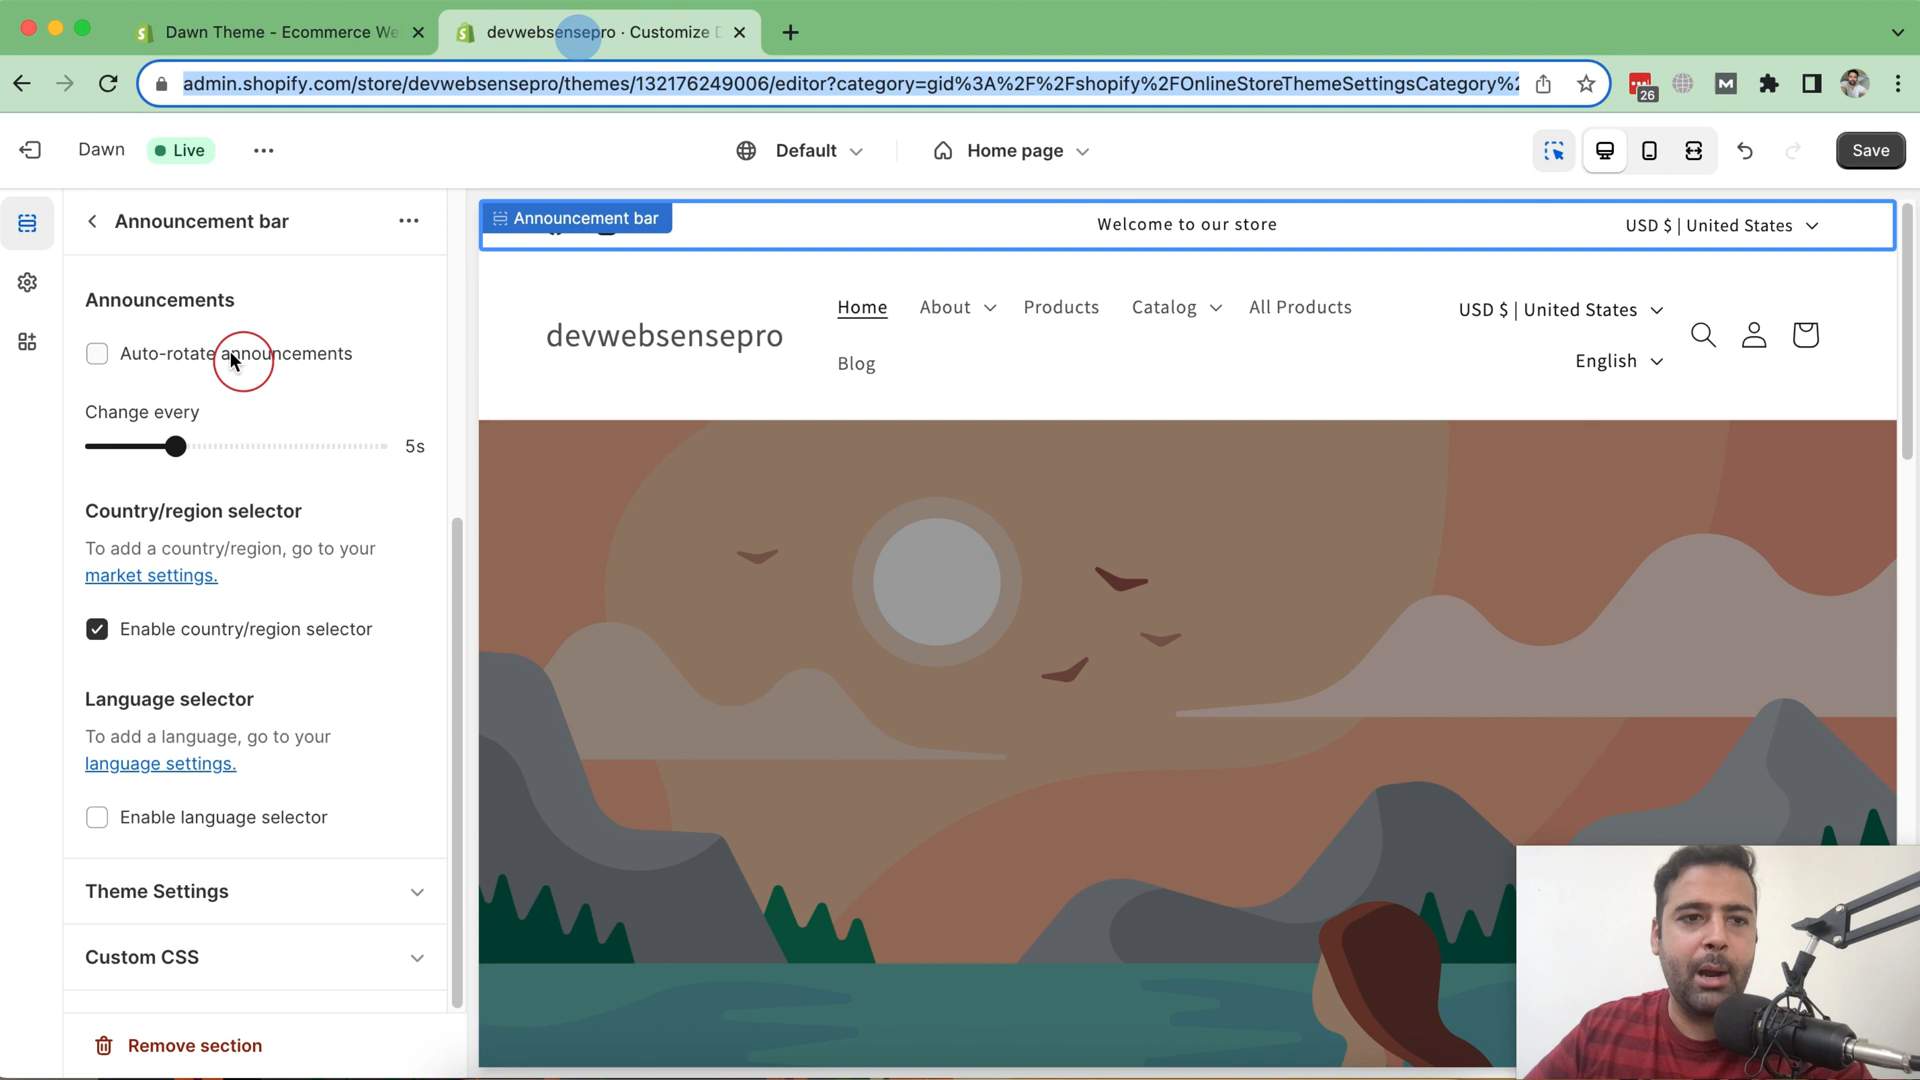 Dawn Theme - Ecommerce We
devwebsensepro · Customize D
admin.shopify.com/store/devwebsensepro/themes/132176249006/editor?category=gid%3A%2F%2Fshopify%2FOnlineStoreThemeSettingsCategory%2
26
Dawn
Live
Default
Home page
Save
Announcement bar
Announcements
Auto-rotate announcements
Change every
5s
Country/region selector
To add a country/region, go to your
market settings.
Enable country/region selector
Language selector
To add a language, go to your
language settings.
Enable language selector
Theme Settings
Custom CSS
Remove section
Announcement bar
Welcome to our store
USD $ | United States
devwebsensepro
Home
About
Products
Catalog
All Products
Blog
USD $ | United States
English